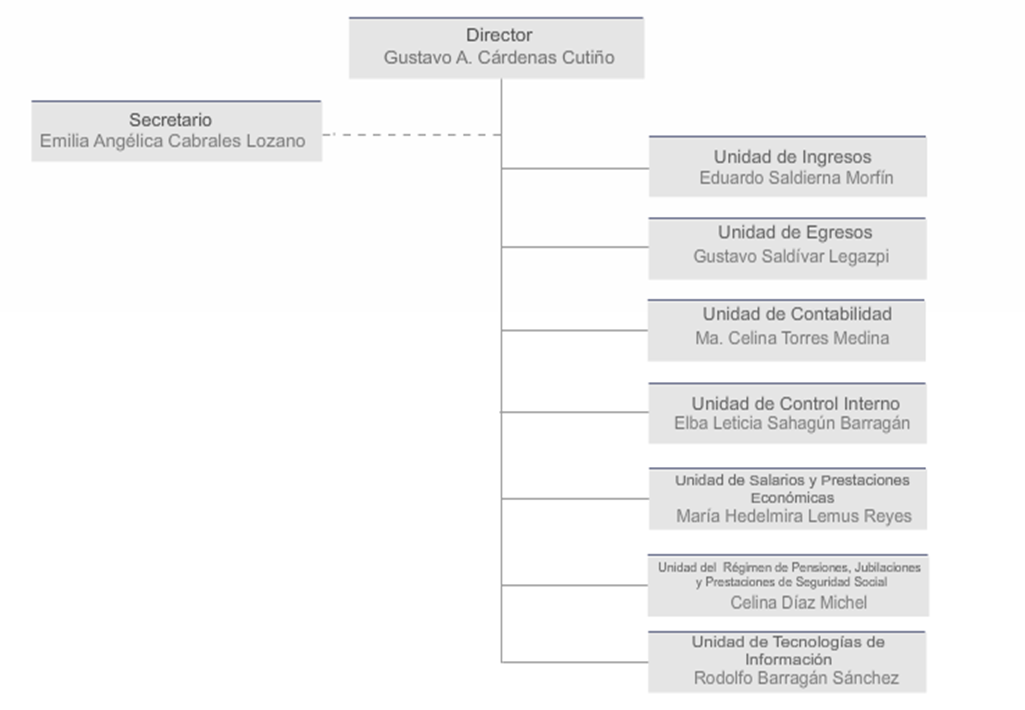 Director
Gustavo A. Cárdenas Cutiño
Secretario
Emilia Angélica Cabrales Lozano
Unidad de Ingresos
Eduardo Saldierna Morfín
Unidad de Egresos
Gustavo Saldívar Legazpi
Unidad de Contabilidad
Ma. Celina Torres Medina
Unidad de Control Interno
Elba Leticia Sahagún Barragán
Unidad de Salarios y Prestaciones
Económicas
María Hedelmira Lemus Reyes
Unidad del Régimen de Pensiones, Jubilaciones
y Prestaciones de Seguridad Social
Celina Díaz Michel
Unidad de Tecnologías de
Información
Rodolfo Barragán Sánchez